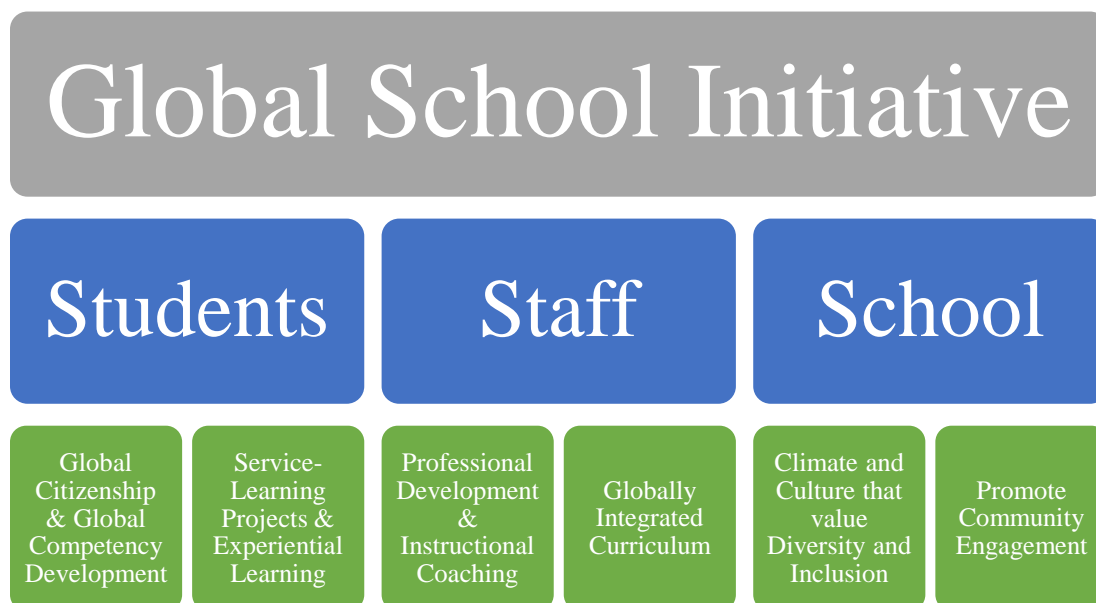 Global School Initiative
Students
Staff
School
Global
Citizenship
& Global
Competency
Development
Service-
Learning
Projects &
Experiential
Learning
Professional
Development
&
Instructional
Coaching
Globally
Integrated
Curriculum
Climate and
Culture that
value
Diversity and
Inclusion
Promote
Community
Engagement